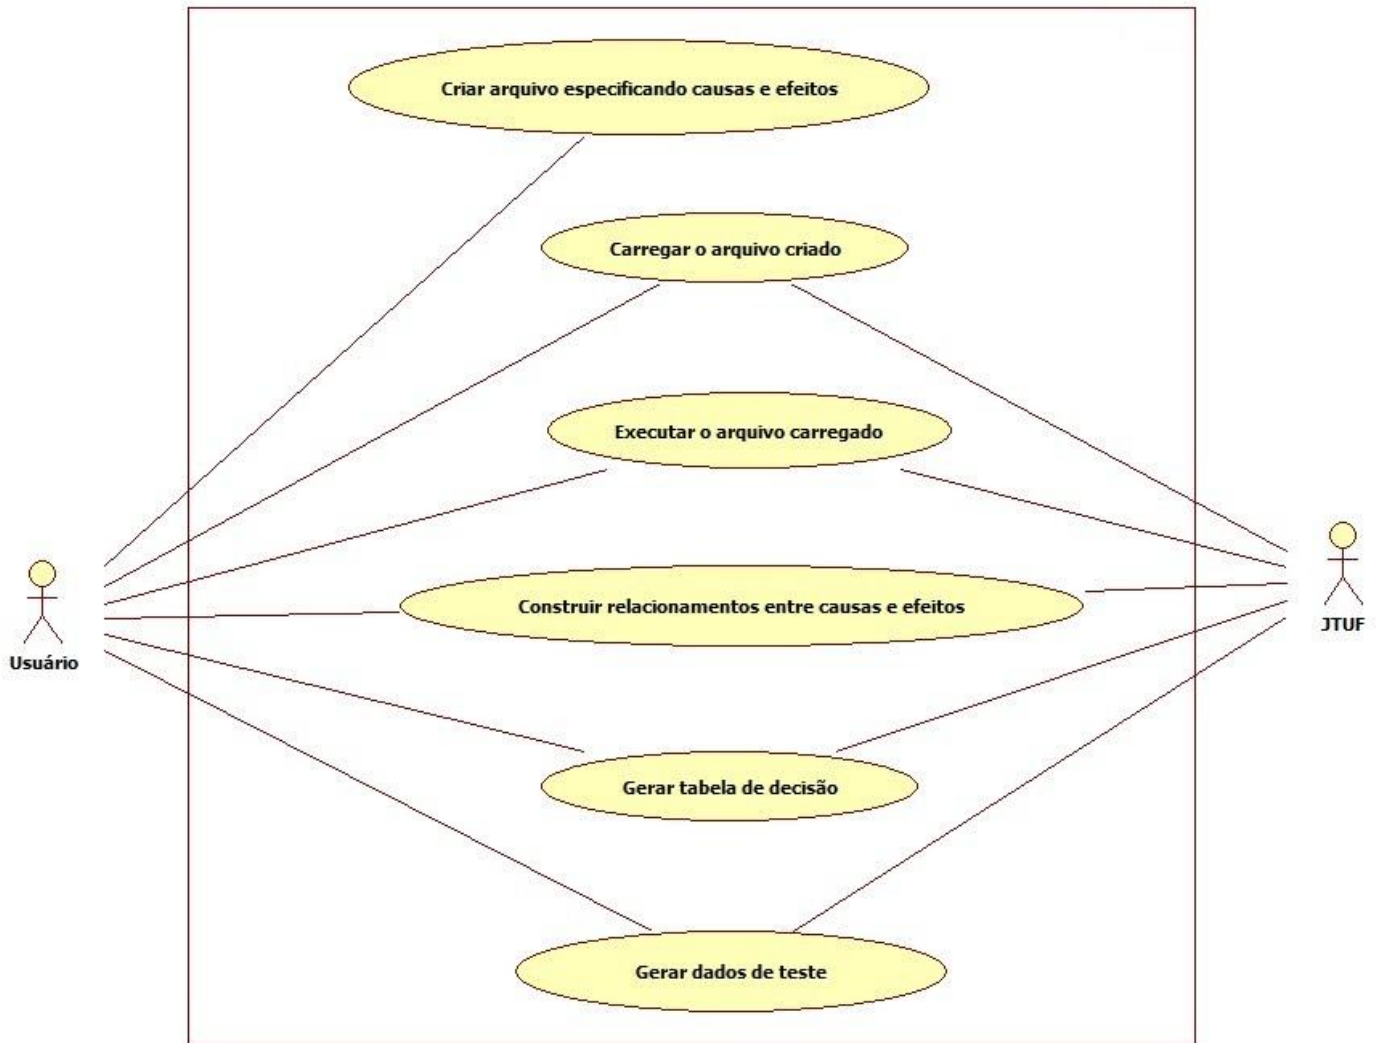 Criar arquivo especificando causas e efeitos
Carregar o arquivo criado
Executar o arquivo carregado
Construir relacionamentos entre causas e efeitos
JTUF
Usuário
Gerar tabela de decisão
Gerar dados de teste